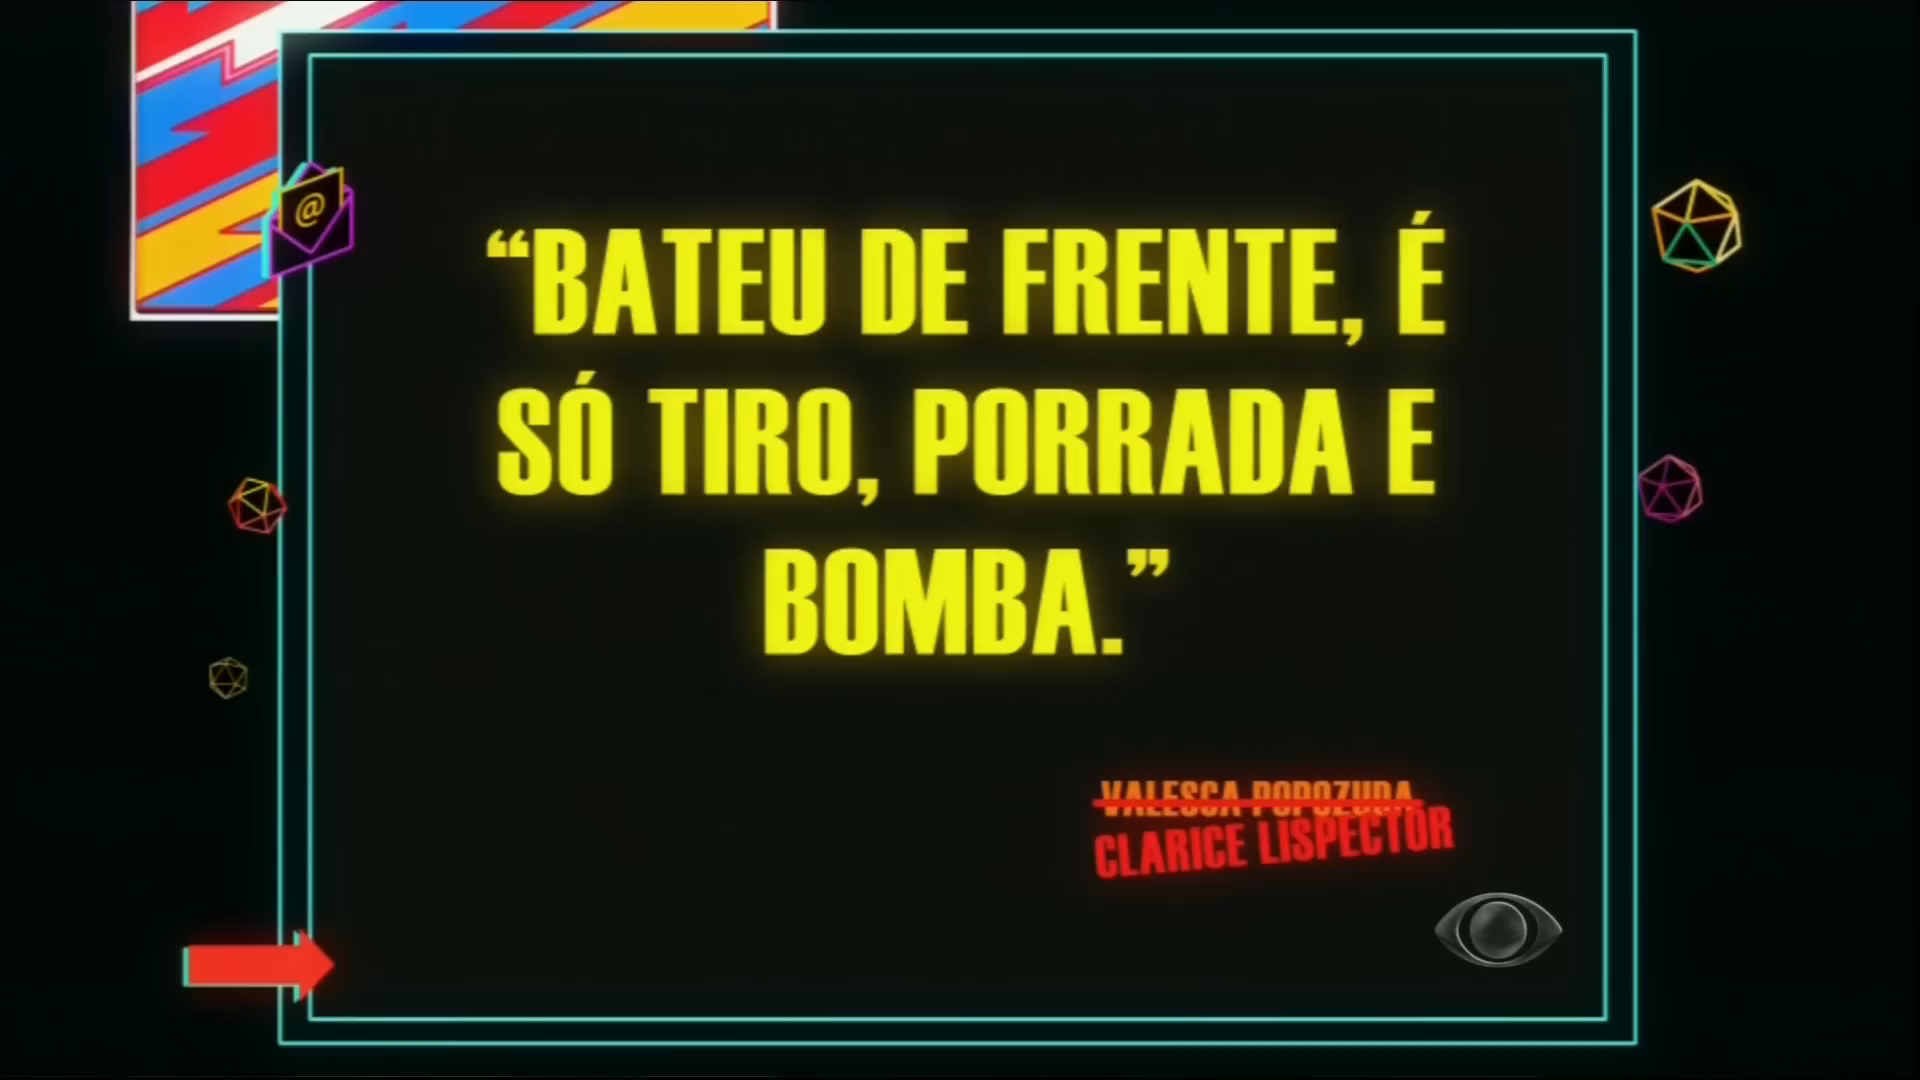 “BATEU DE FRENTE, É
SÓ TIRO, PORRADA E
BOMBA.”
VALESCA POPOZUDA
CLARICE LISPECTOR
@